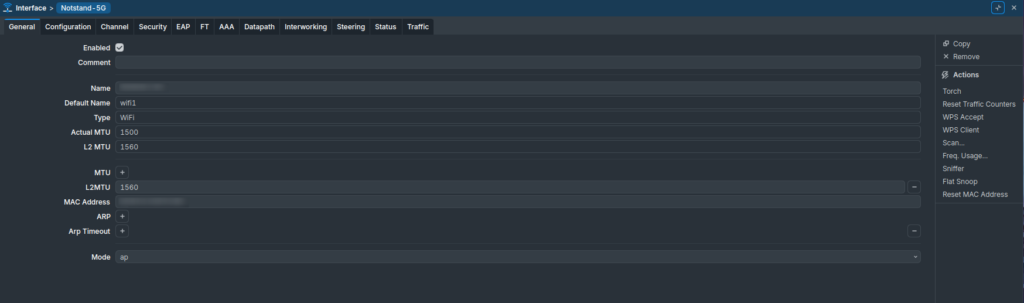 Interface > Notstand-5G
General Configuration Channel Security EAP FT AAA Datapath Interworking Steering Status Traffic
Enabled
Comment
Name
Default Name wifi1
Type WiFi
Actual MTU 1500
L2 MTU 1560
MTU +
L2MTU 1560 −
MAC Address
ARP +
Arp Timeout + −
Mode ap
Copy
Remove
Actions
Torch
Reset Traffic Counters
WPS Accept
WPS Client
Scan...
Freq. Usage...
Sniffer
Flat Snoop
Reset MAC Address